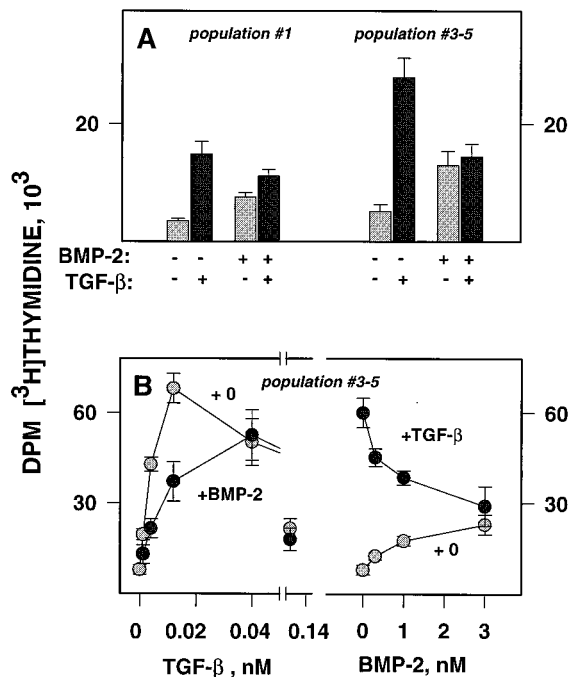 A population #1 population #3-5
20 20
BMP-2: - - + + - - + +
TGF-β: - + - + - + - +
DPM [³H]THYMIDINE, 10³
B population #3-5
+ 0
60 60
+TGF-β
+BMP-2
30 30
+ 0
0 0.02 0.04 0.14 0 1 2 3
TGF-β , nM BMP-2, nM